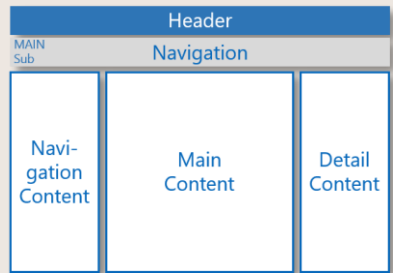 Header
MAIN
Sub
Navigation
Navi-
gation
Content
Main
Content
Detail
Content